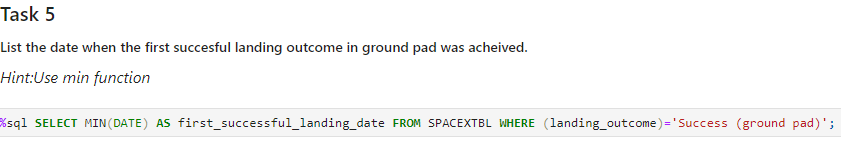 Task 5
List the date when the first succesful landing outcome in ground pad was acheived.
Hint:Use min function
%sql SELECT MIN(DATE) AS first_successful_landing_date FROM SPACEXTBL WHERE (landing_outcome)='Success (ground pad)';